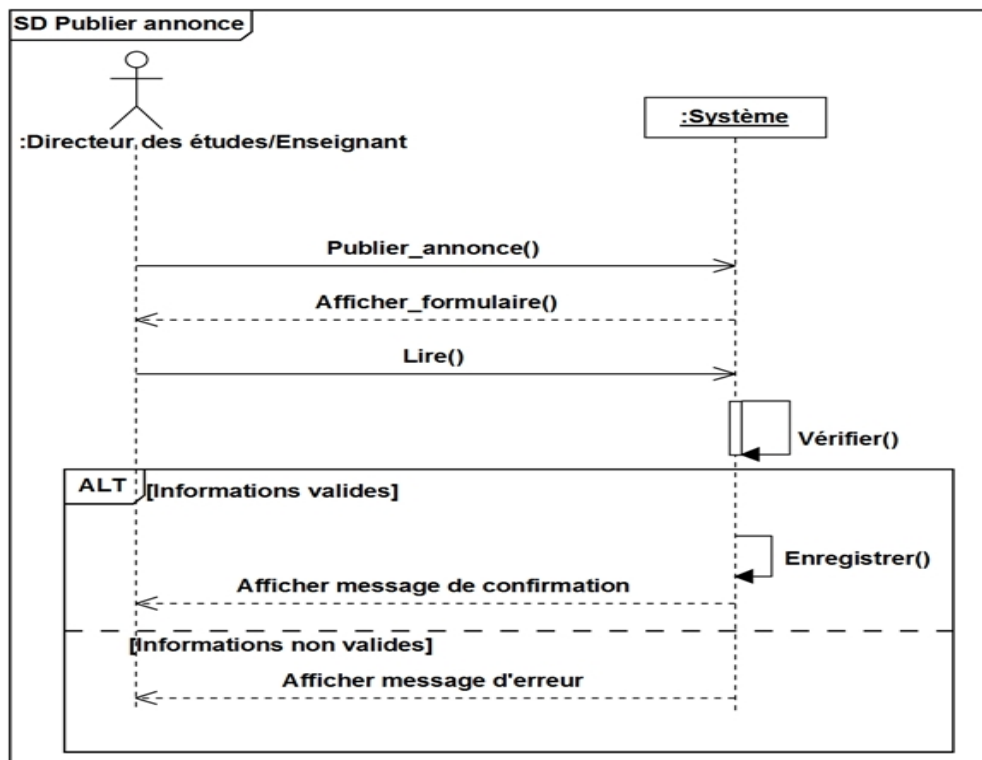 SD Publier annonce
:Directeur des études/Enseignant
:Système
Publier_annonce()
Afficher_formulaire()
Lire()
Vérifier()
ALT
[Informations valides]
Enregistrer()
Afficher message de confirmation
[Informations non valides]
Afficher message d'erreur